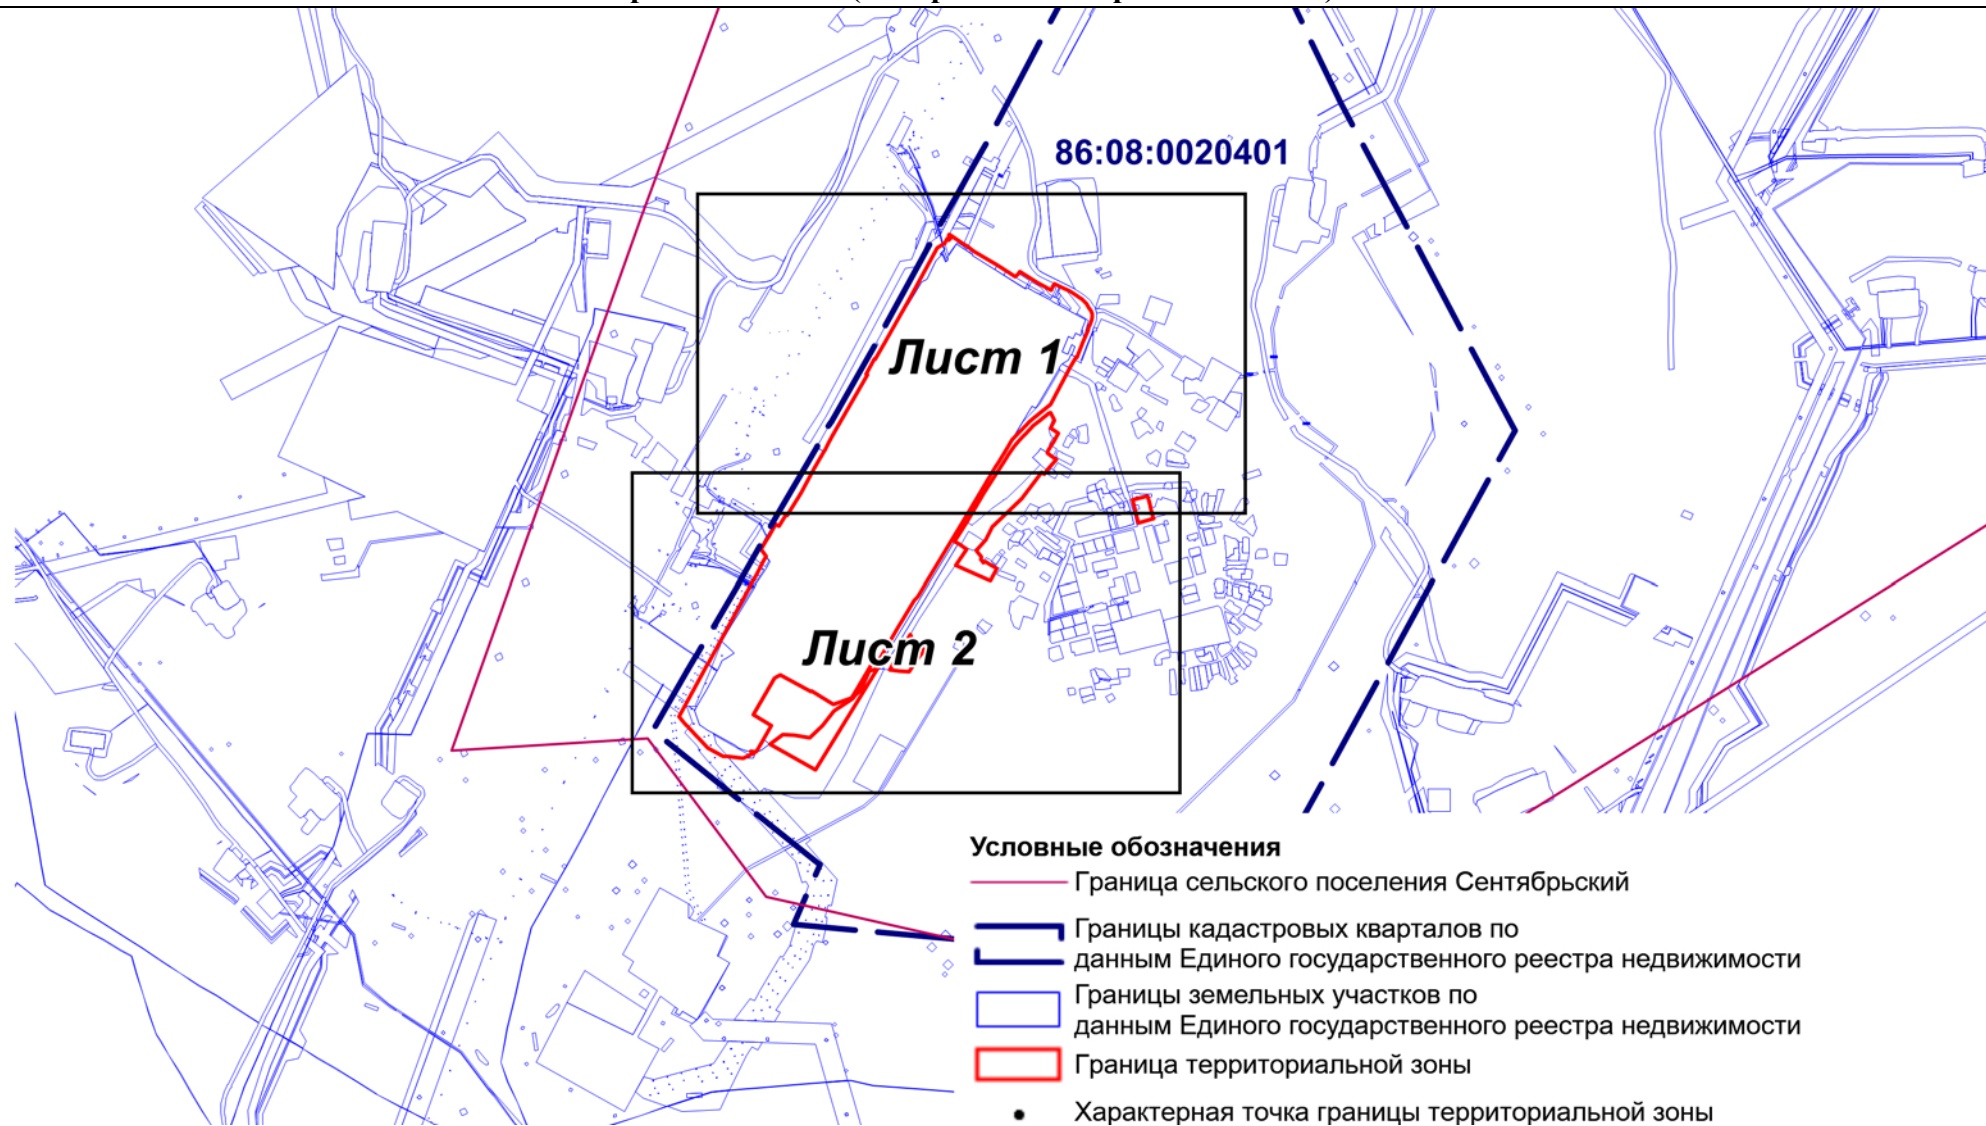 86:08:0020401
Лист 1
Лист 2
Условные обозначения
Граница сельского поселения Сентябрьский
Границы кадастровых кварталов по
данным Единого государственного реестра недвижимости
Границы земельных участков по
данным Единого государственного реестра недвижимости
Граница территориальной зоны
Характерная точка границы территориальной зоны